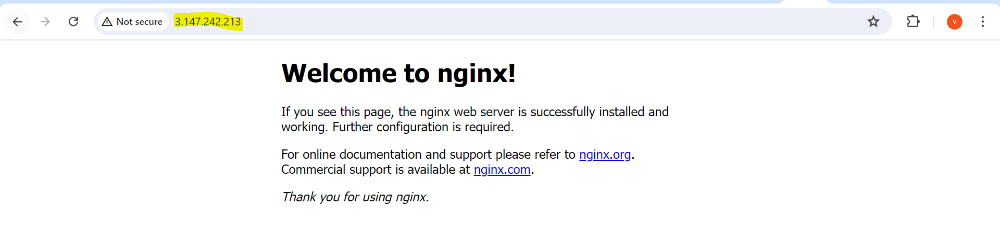 Not secure 3.147.242.213
V
Welcome to nginx!
If you see this page, the nginx web server is successfully installed and
working. Further configuration is required.
For online documentation and support please refer to nginx.org.
Commercial support is available at nginx.com.
Thank you for using nginx.